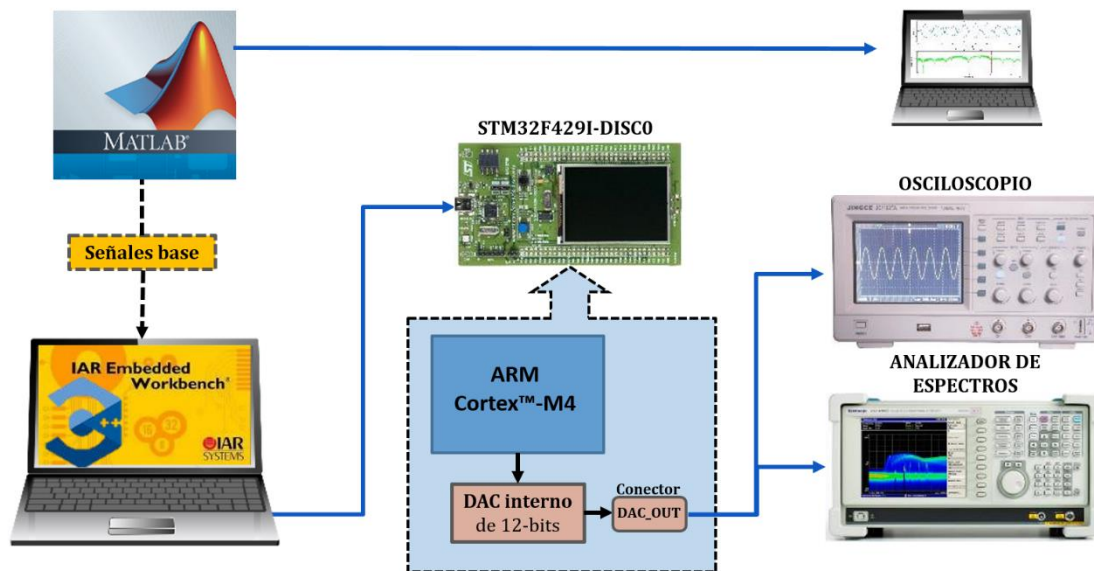 MATLAB®
STM32F429I-DISC0
OSCILOSCOPIO
Señales base
ANALIZADOR DE
ESPECTROS
IAR Embedded
Workbench®
C++
IAR
SYSTEMS
ARM
Cortex™-M4
DAC interno
de 12-bits
Conector
DAC_OUT